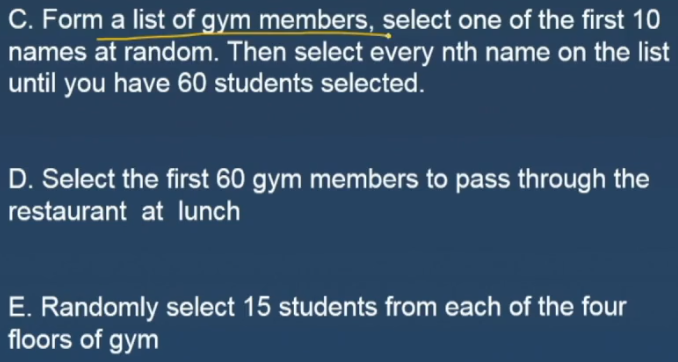 C. Form a list of gym members, select one of the first 10
names at random. Then select every nth name on the list
until you have 60 students selected.
D. Select the first 60 gym members to pass through the
restaurant at lunch
E. Randomly select 15 students from each of the four
floors of gym